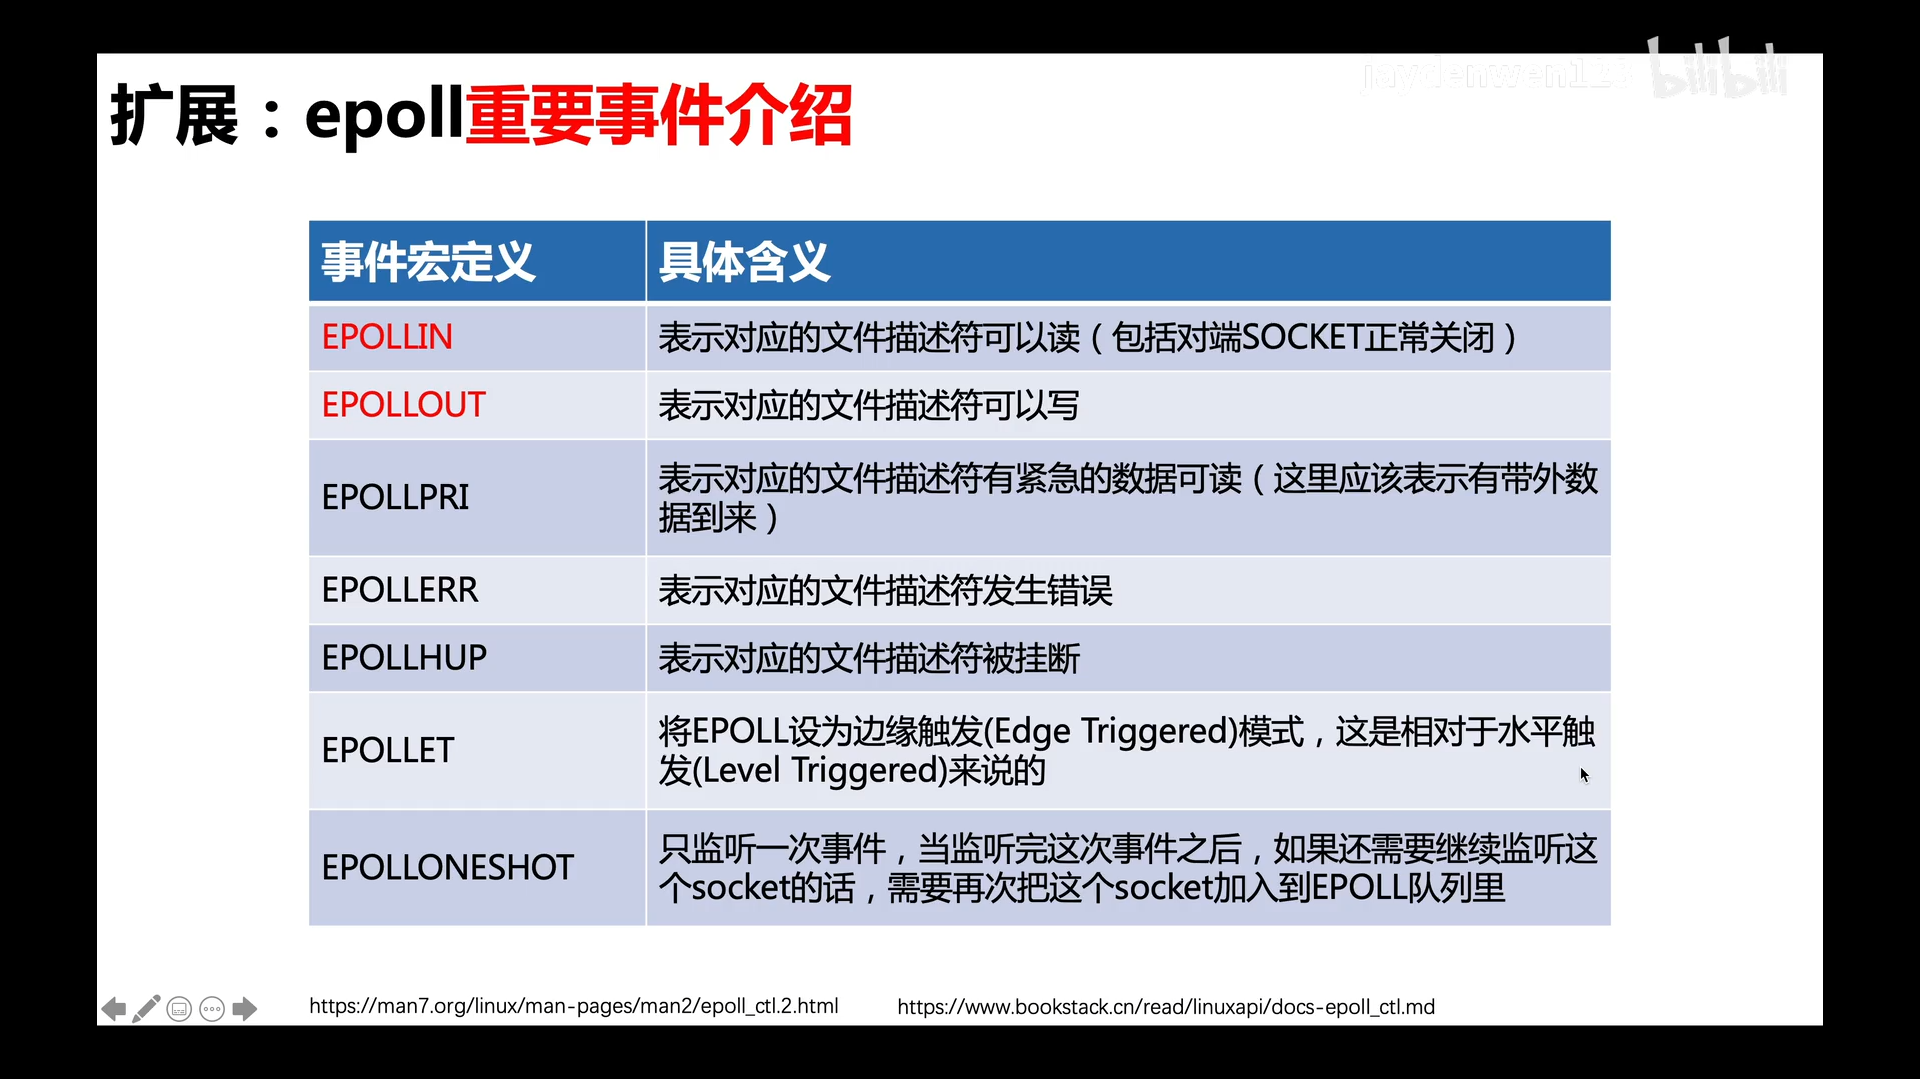 jaydenwen123 bilibili
扩展：epoll重要事件介绍
事件宏定义 具体含义
EPOLLIN 表示对应的文件描述符可以读（包括对端SOCKET正常关闭）
EPOLLOUT 表示对应的文件描述符可以写
EPOLLPRI 表示对应的文件描述符有紧急的数据可读（这里应该表示有带外数
据到来）
EPOLLERR 表示对应的文件描述符发生错误
EPOLLHUP 表示对应的文件描述符被挂断
EPOLLET 将EPOLL设为边缘触发(Edge Triggered)模式，这是相对于水平触
发(Level Triggered)来说的
EPOLLONESHOT 只监听一次事件，当监听完这次事件之后，如果还需要继续监听这
个socket的话，需要再次把这个socket加入到EPOLL队列里
https://man7.org/linux/man-pages/man2/epoll_ctl.2.html https://www.bookstack.cn/read/linuxapi/docs-epoll_ctl.md